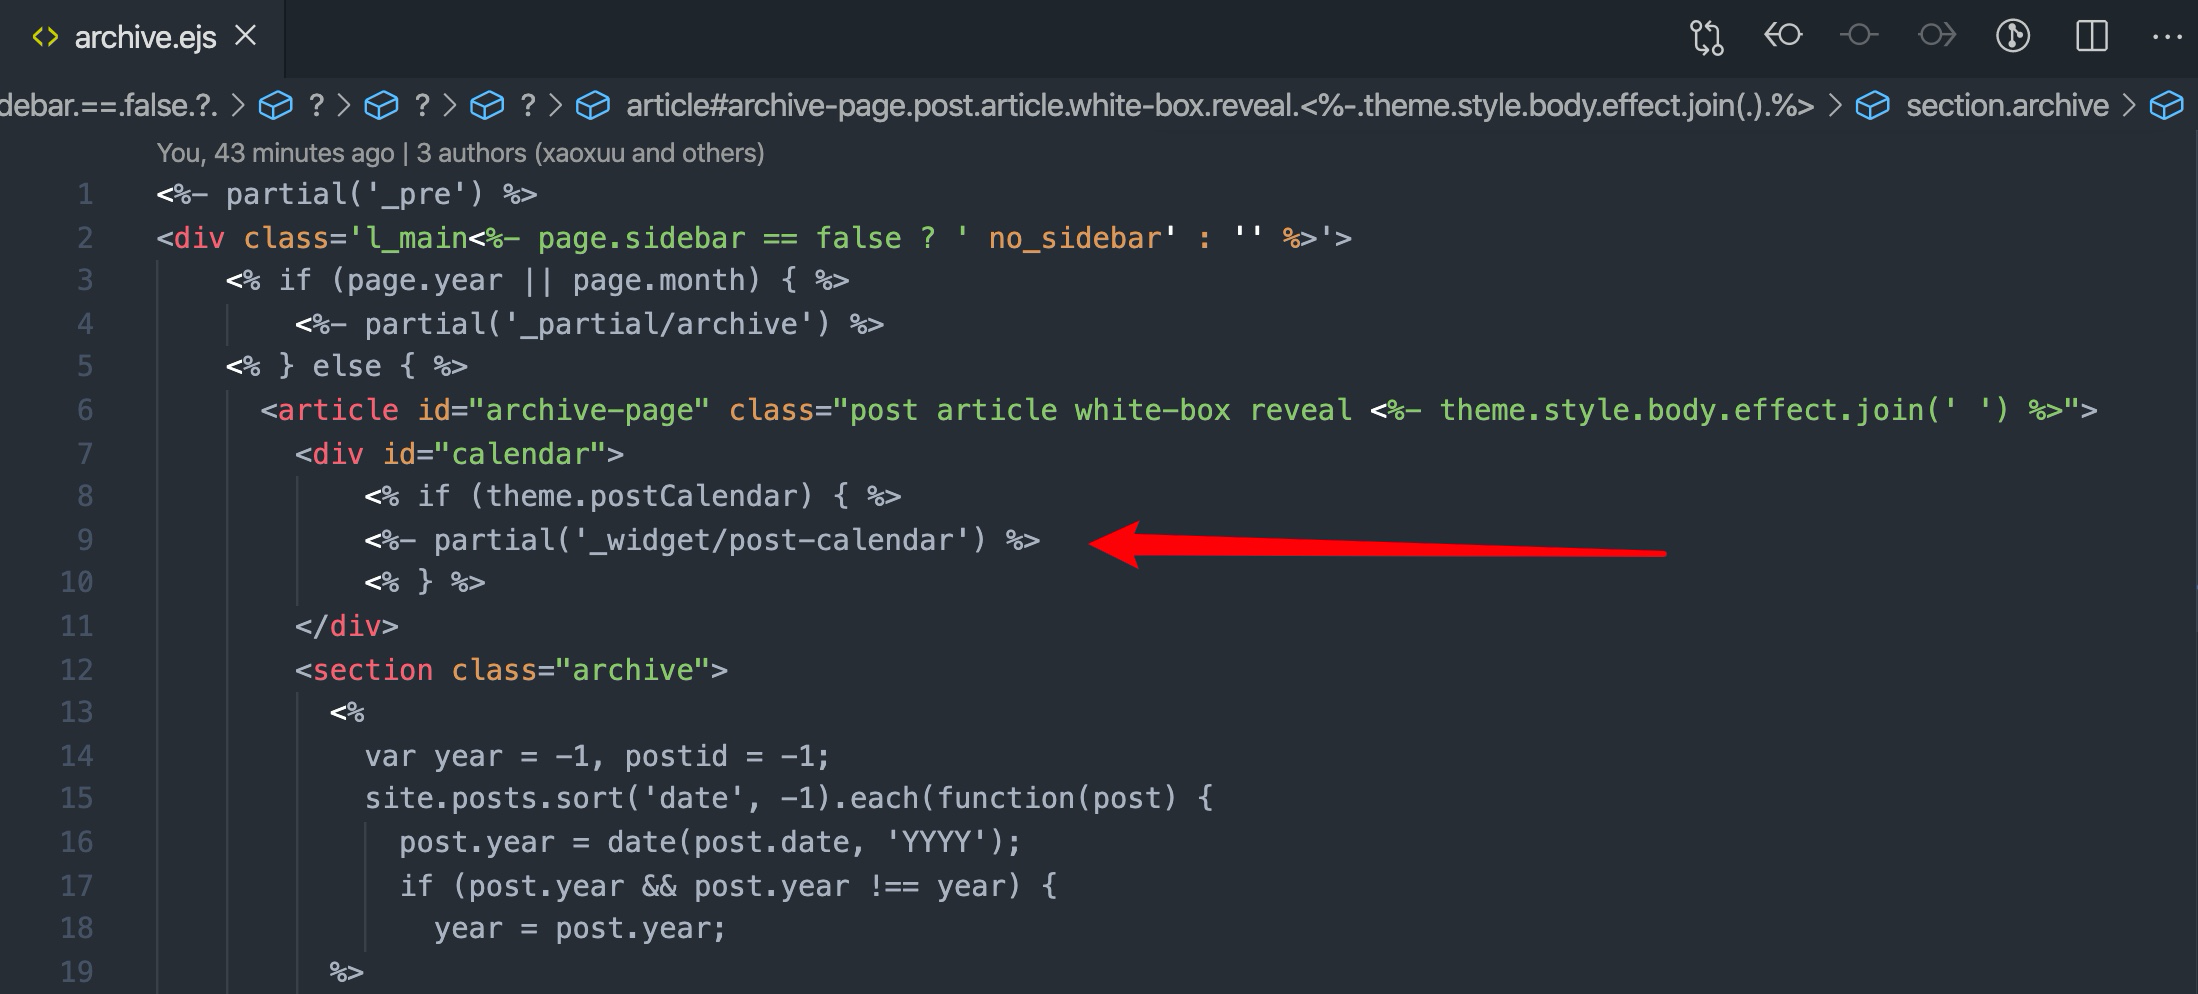 archive.ejs
debar.==.false.?. > ? > ? > ? > article#archive-page.post.article.white-box.reveal.<%-.theme.style.body.effect.join(.).%> > section.archive >
You, 43 minutes ago | 3 authors (xaoxuu and others)
1 <%- partial('_pre') %>
2 <div class='l_main<%- page.sidebar == false ? ' no_sidebar' : '' %>'>
3 <% if (page.year || page.month) { %>
4 <%- partial('_partial/archive') %>
5 <% } else { %>
6 <article id="archive-page" class="post article white-box reveal <%- theme.style.body.effect.join(' ') %>">
7 <div id="calendar">
8 <% if (theme.postCalendar) { %>
9 <%- partial('_widget/post-calendar') %>
10 <% } %>
11 </div>
12 <section class="archive">
13 <%
14 var year = -1, postid = -1;
15 site.posts.sort('date', -1).each(function(post) {
16 post.year = date(post.date, 'YYYY');
17 if (post.year && post.year !== year) {
18 year = post.year;
19 %>